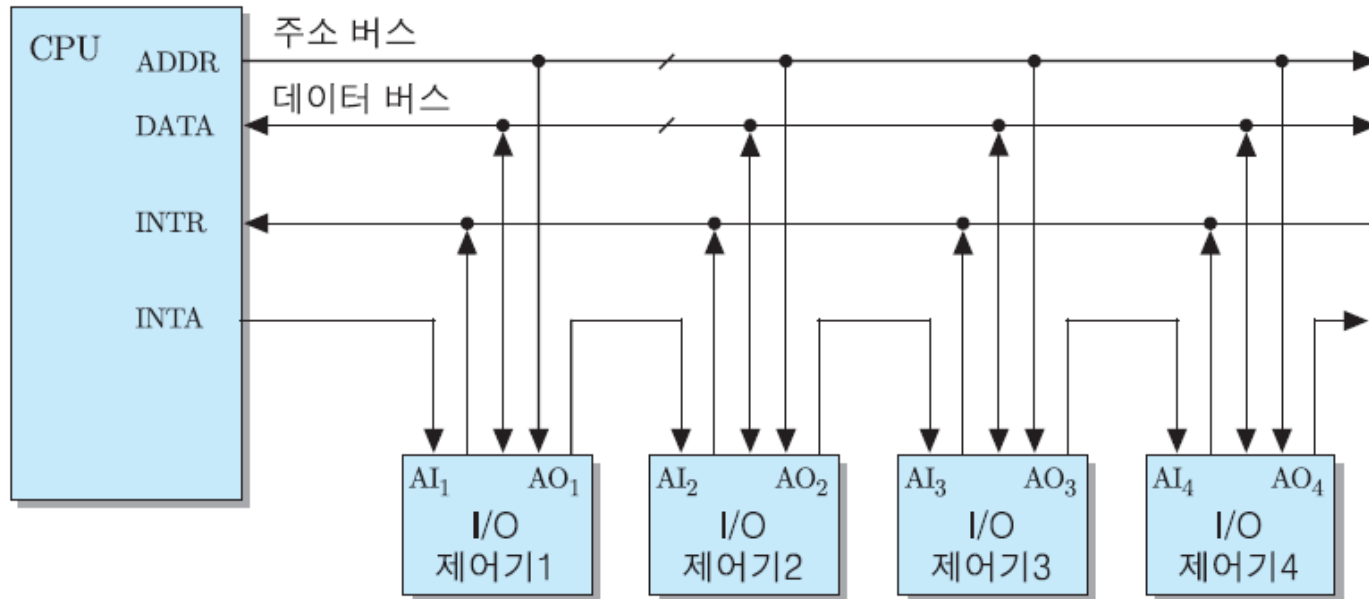 CPU
주소 버스
ADDR
데이터 버스
DATA
INTR
INTA
AI₁ AO₁
I/O
제어기1
AI₂ AO₂
I/O
제어기2
AI₃ AO₃
I/O
제어기3
AI₄ AO₄
I/O
제어기4